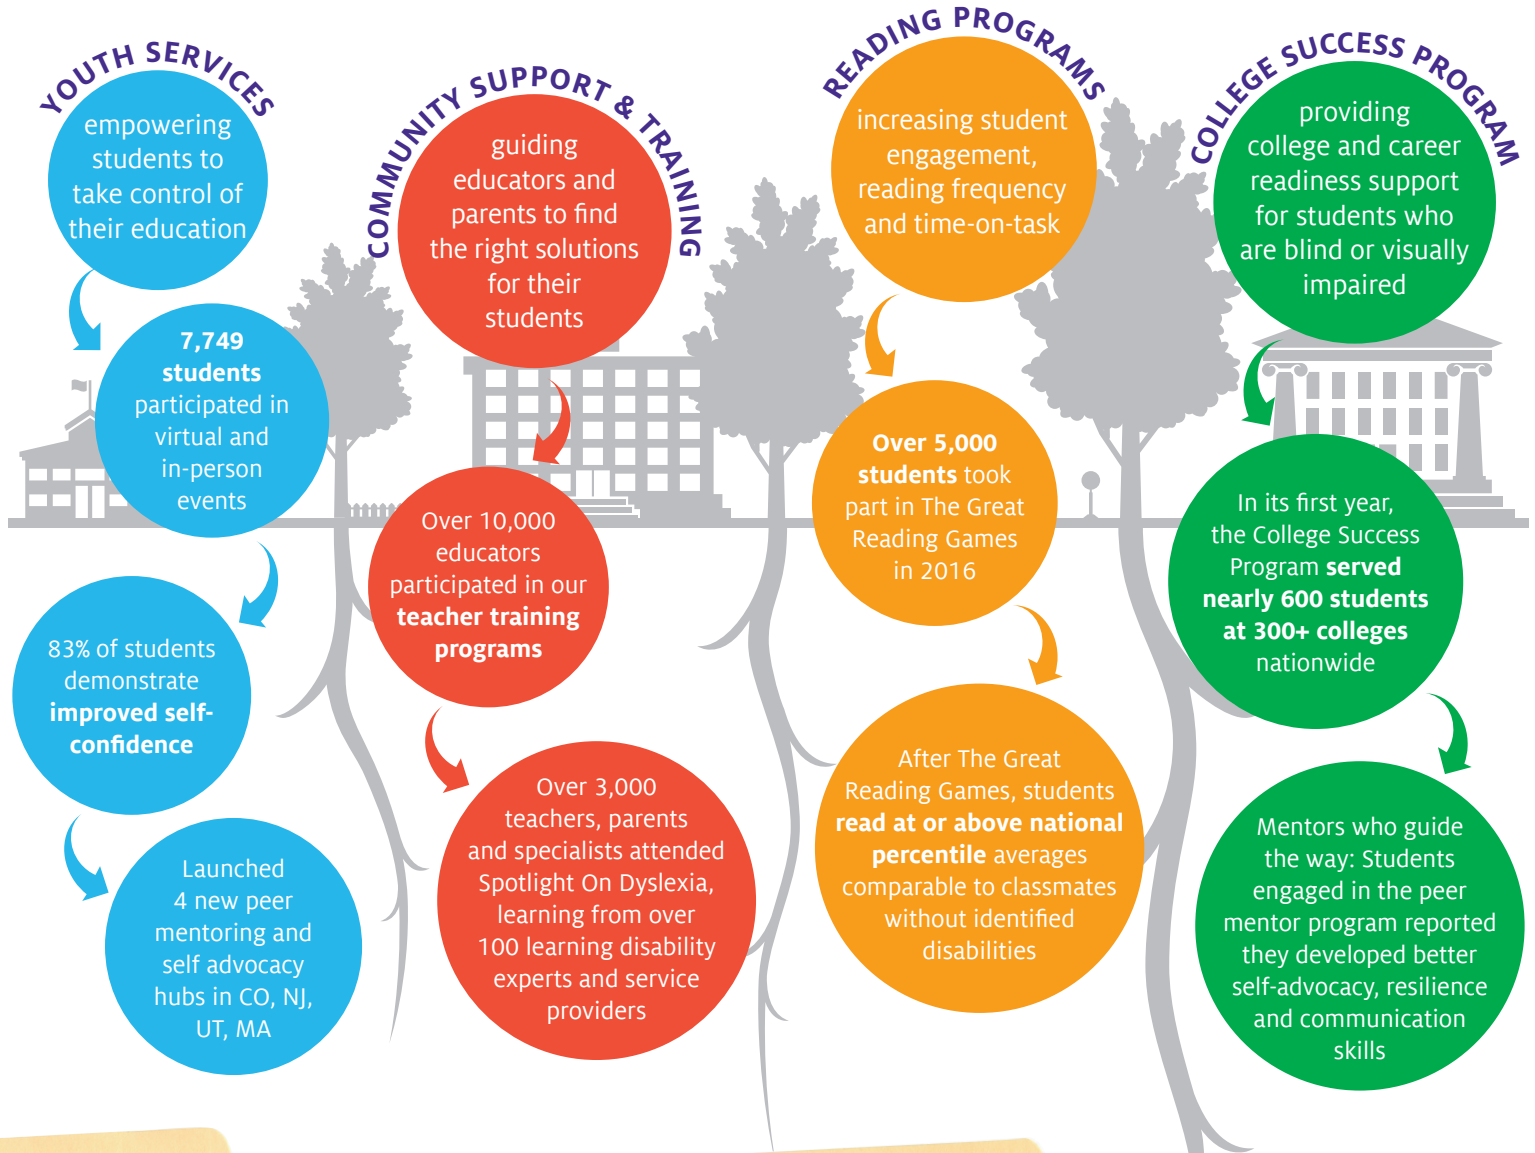 YOUTH SERVICES
empowering
students to
take control of
their education
7,749
students
participated in
virtual and
in-person
events
83% of students
demonstrate
improved self-
confidence
Launched
4 new peer
mentoring and
self advocacy
hubs in CO, NJ,
UT, MA
COMMUNITY SUPPORT & TRAINING
guiding
educators and
parents to find
the right solutions
for their
students
Over 10,000
educators
participated in our
teacher training
programs
Over 3,000
teachers, parents
and specialists attended
Spotlight On Dyslexia,
learning from over
100 learning disability
experts and service
providers
READING PROGRAMS
increasing student
engagement,
reading frequency
and time-on-task
Over 5,000
students took
part in The Great
Reading Games
in 2016
After The Great
Reading Games, students
read at or above national
percentile averages
comparable to classmates
without identified
disabilities
COLLEGE SUCCESS PROGRAM
providing
college and career
readiness support
for students who
are blind or visually
impaired
In its first year,
the College Success
Program served
nearly 600 students
at 300+ colleges
nationwide
Mentors who guide
the way: Students
engaged in the peer
mentor program reported
they developed better
self-advocacy, resilience
and communication
skills